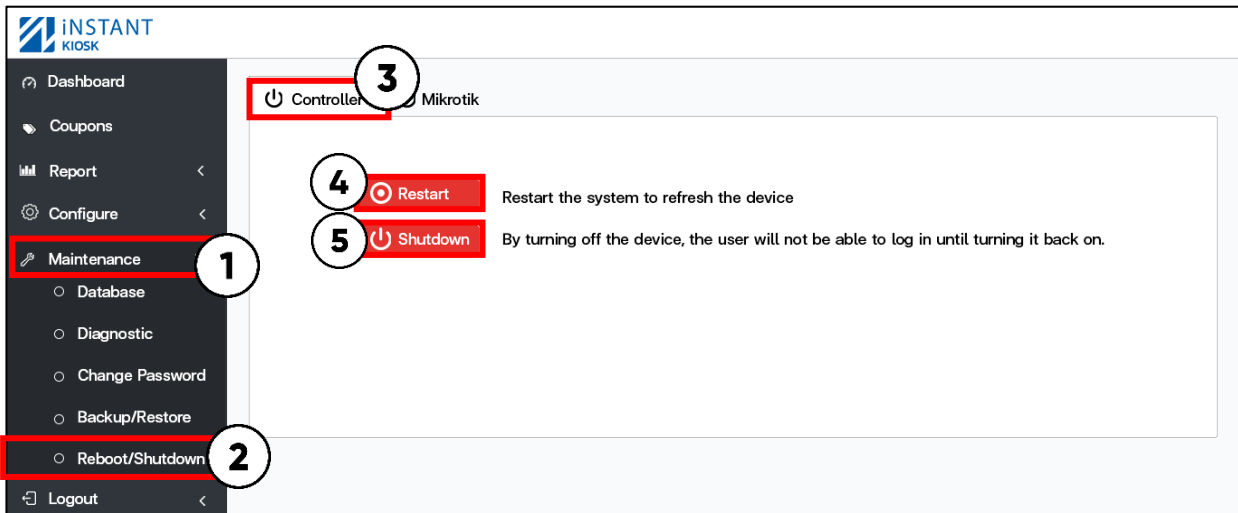 iNSTANT
KIOSK
Dashboard
Coupons
Report
Configure
Maintenance
Database
Diagnostic
Change Password
Backup/Restore
Reboot/Shutdown
Logout
1
2
3
Controller
Mikrotik
4
Restart
Restart the system to refresh the device
5
Shutdown
By turning off the device, the user will not be able to log in until turning it back on.